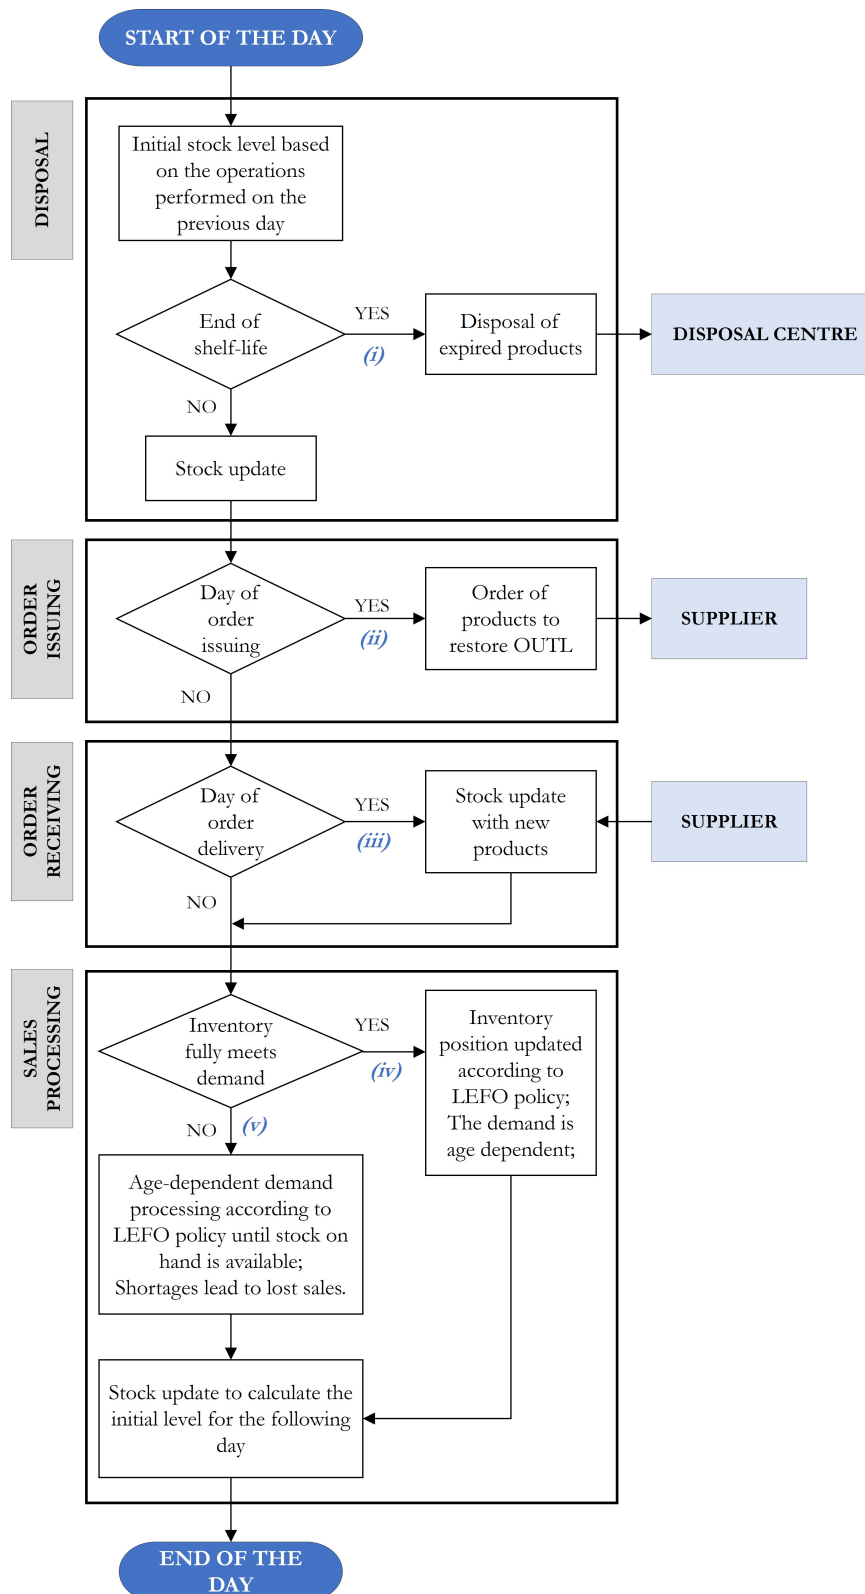 START OF THE DAY
DISPOSAL
Initial stock level based
on the operations
performed on the
previous day
End of
shelf-life
YES
(i)
Disposal of
expired products
DISPOSAL CENTRE
NO
Stock update
ORDER
ISSUING
Day of
order
issuing
YES
(ii)
Order of
products to
restore OUTL
SUPPLIER
NO
ORDER
RECEIVING
Day of
order
delivery
YES
(iii)
Stock update
with new
products
SUPPLIER
NO
SALES
PROCESSING
Inventory
fully meets
demand
YES
(iv)
Inventory
position updated
according to
LEFO policy;
The demand is
age dependent;
NO
(v)
Age-dependent demand
processing according to
LEFO policy until stock on
hand is available;
Shortages lead to lost sales.
Stock update to calculate the
initial level for the following
day
END OF THE
DAY